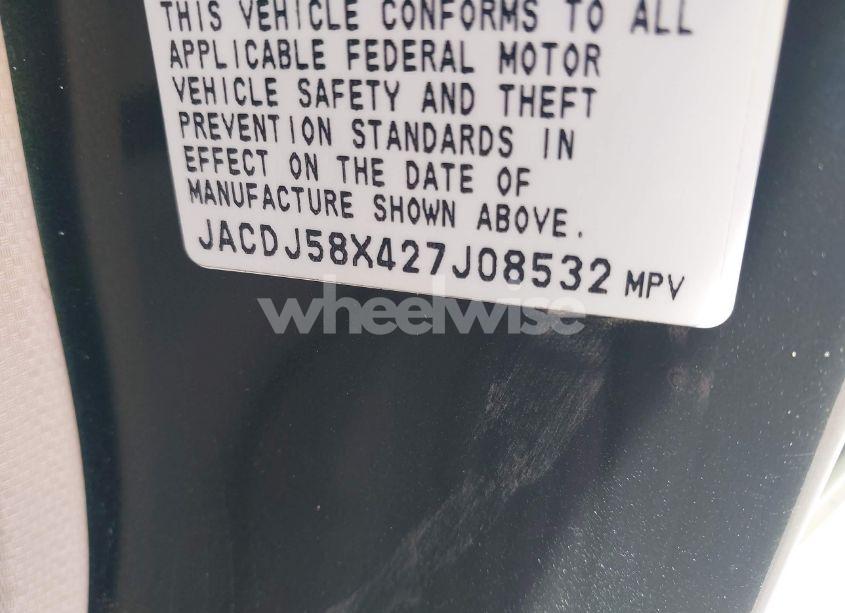 THIS VEHICLE CONFORMS TO ALL
APPLICABLE FEDERAL MOTOR
VEHICLE SAFETY AND THEFT
PREVENTION STANDARDS IN
EFFECT ON THE DATE OF
MANUFACTURE SHOWN ABOVE.
JACDJ58X427J08532 MPV
wheelwise